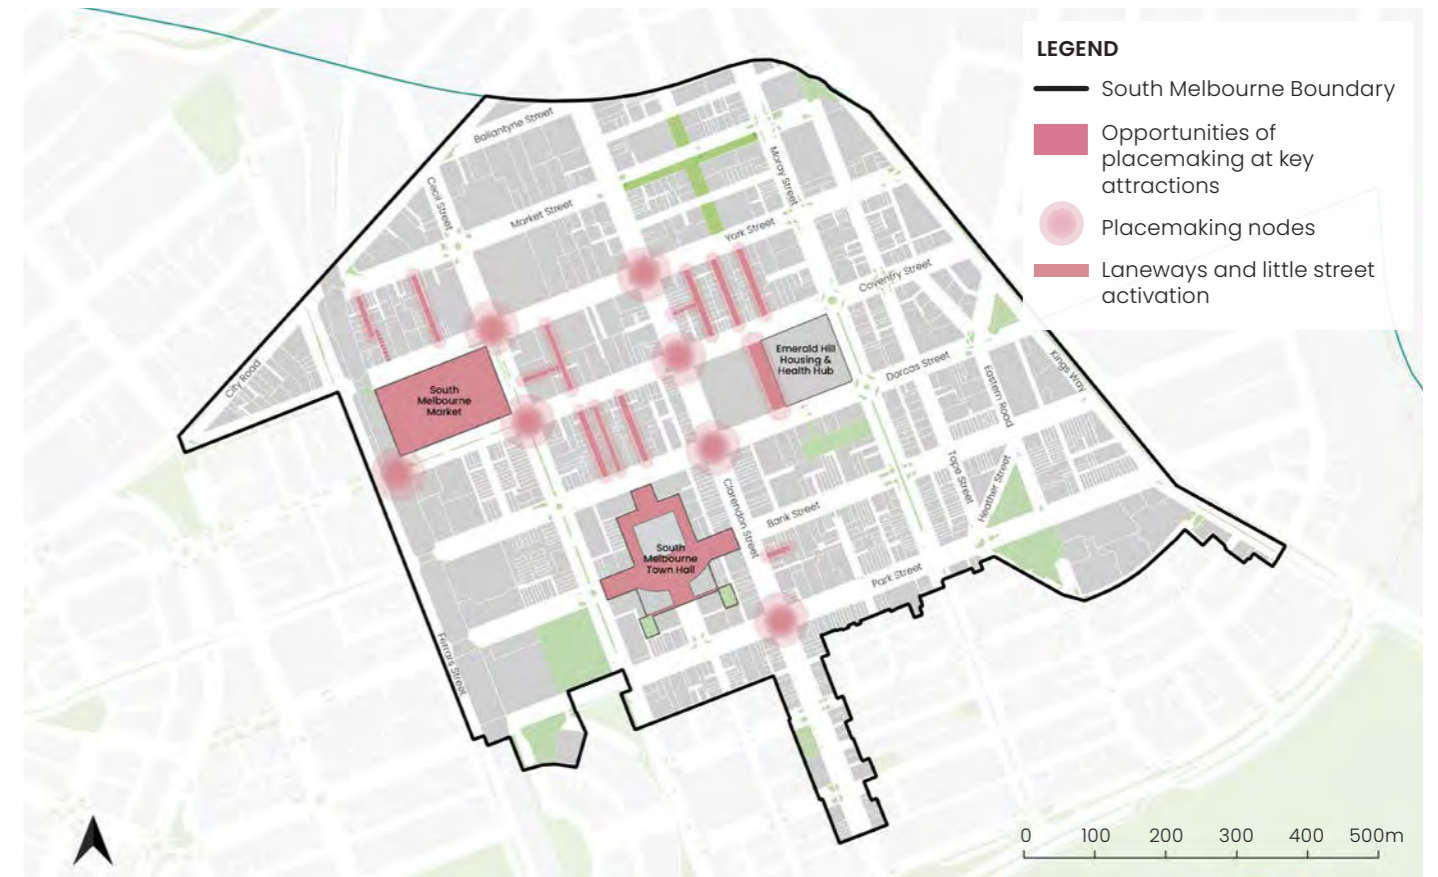 LEGEND
South Melbourne Boundary
Opportunities of
placemaking at key
attractions
Placemaking nodes
Laneways and little street
activation
Ballantyne Street
Cecil Street
Market Street
Moray Street
York Street
Coventry Street
City Road
South
Melbourne
Market
Emerald Hill
Housing &
Health Hub
Dorcas Street
Kings Way
Eastern Road
Tope Street
Heather Street
Clarendon Street
Bank Street
South
Melbourne
Town Hall
Park Street
Ferrars Street
0 100 200 300 400 500m